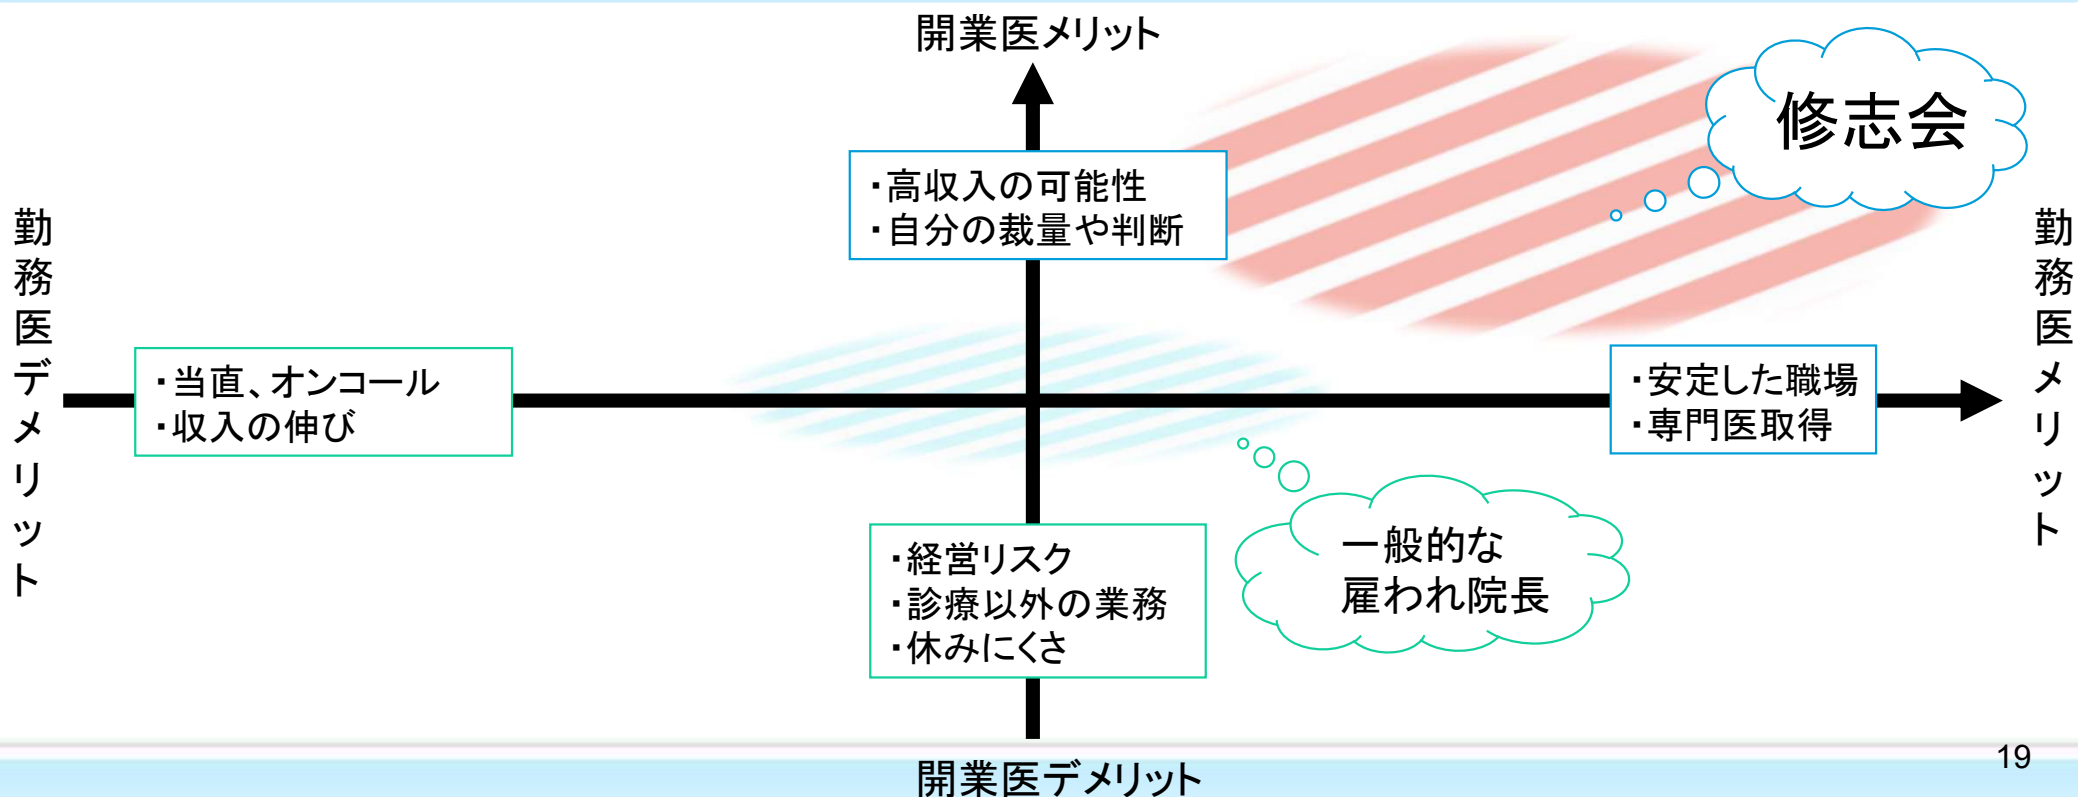 開業医メリット
修志会
・高収入の可能性
・自分の裁量や判断
勤務医デメリット
勤務医メリット
・当直、オンコール
・収入の伸び
・安定した職場
・専門医取得
・経営リスク
・診療以外の業務
・休みにくさ
一般的な
雇われ院長
19
開業医デメリット